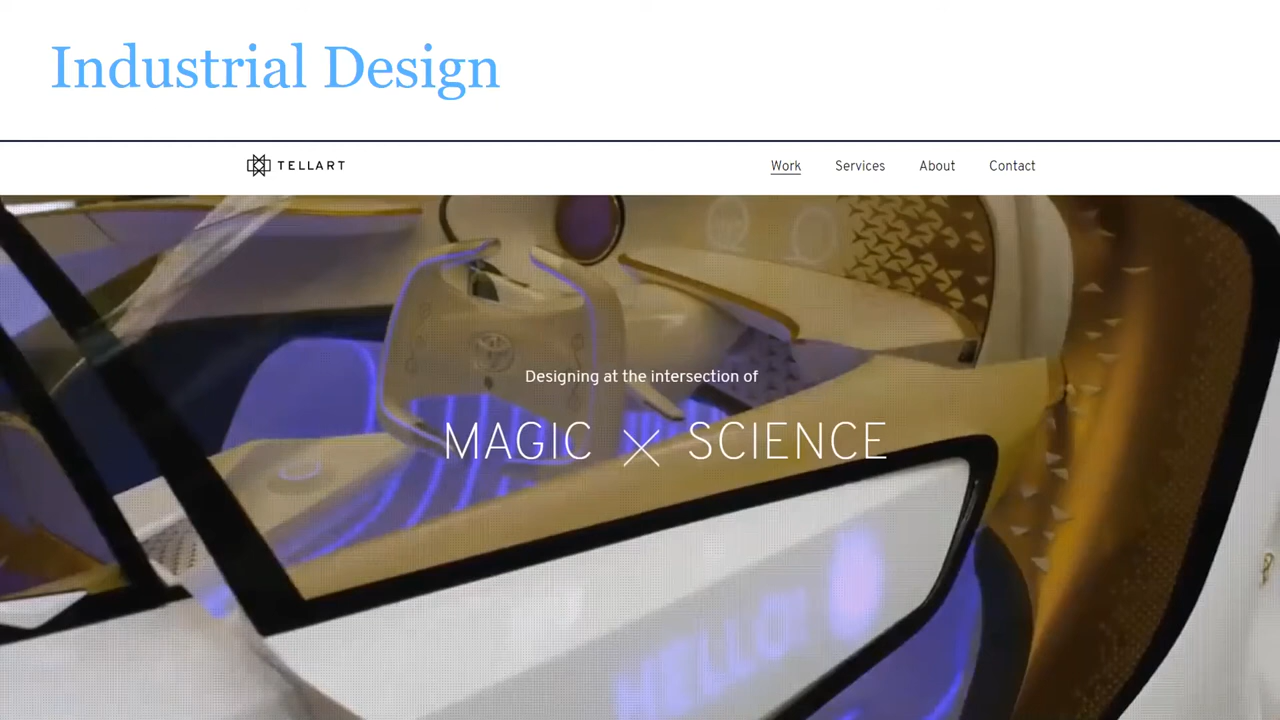 Industrial Design
TELLART
Work Services About Contact
Designing at the intersection of
MAGIC × SCIENCE